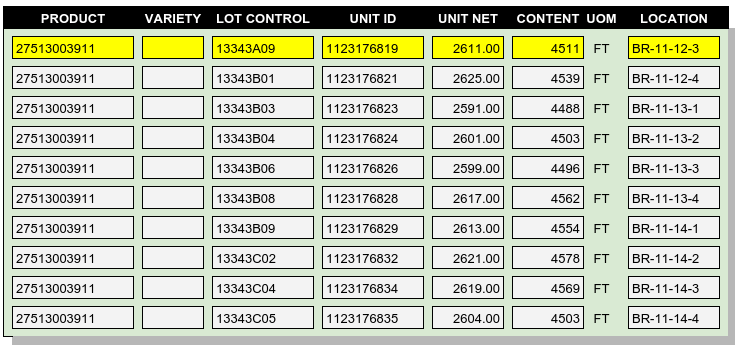 PRODUCT VARIETY LOT CONTROL UNIT ID UNIT NET CONTENT UOM LOCATION
27513003911 13343A09 1123176819 2611.00 4511 FT BR-11-12-3
27513003911 13343B01 1123176821 2625.00 4539 FT BR-11-12-4
27513003911 13343B03 1123176823 2591.00 4488 FT BR-11-13-1
27513003911 13343B04 1123176824 2601.00 4503 FT BR-11-13-2
27513003911 13343B06 1123176826 2599.00 4496 FT BR-11-13-3
27513003911 13343B08 1123176828 2617.00 4562 FT BR-11-13-4
27513003911 13343B09 1123176829 2613.00 4554 FT BR-11-14-1
27513003911 13343C02 1123176832 2621.00 4578 FT BR-11-14-2
27513003911 13343C04 1123176834 2619.00 4569 FT BR-11-14-3
27513003911 13343C05 1123176835 2604.00 4503 FT BR-11-14-4